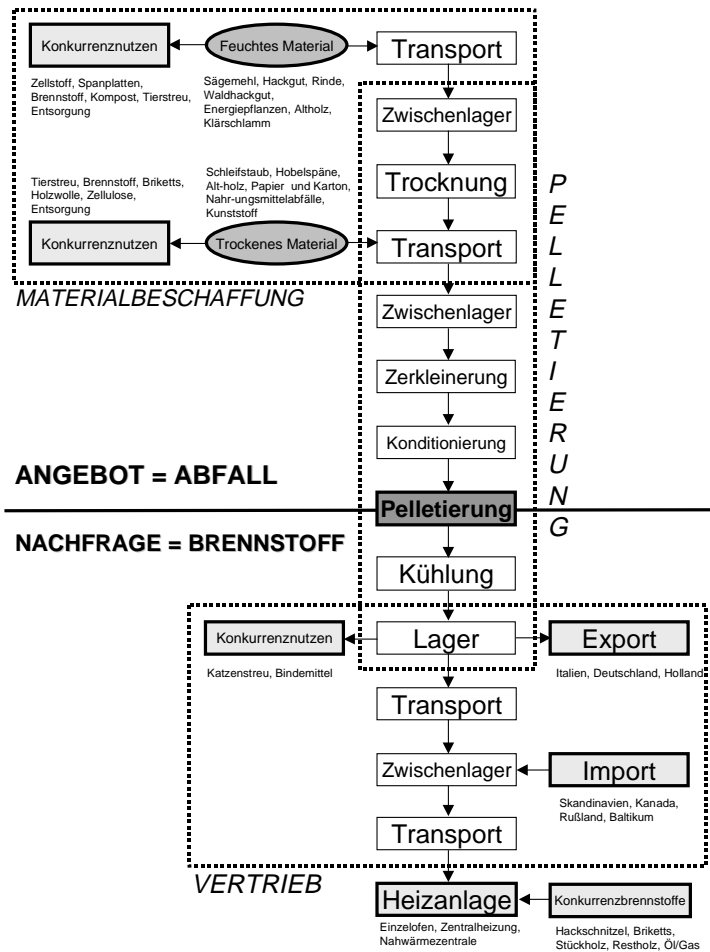 Konkurrenznutzen
Feuchtes Material
Transport
Zellstoff, Spanplatten,
Brennstoff, Kompost, Tierstreu,
Entsorgung
Sägemehl, Hackgut, Rinde,
Waldhackgut,
Energiepflanzen, Altholz,
Klärschlamm
Zwischenlager
Tierstreu, Brennstoff, Briketts,
Holzwolle, Zellulose,
Entsorgung
Schleifstaub, Hobelspäne,
Alt-holz, Papier und Karton,
Nahr-ungsmittelabfälle,
Kunststoff
Trocknung
Konkurrenznutzen
Trockenes Material
Transport
MATERIALBESCHAFFUNG
PELLETIERUNG
Zwischenlager
Zerkleinerung
Konditionierung
ANGEBOT = ABFALL
Pelletierung
NACHFRAGE = BRENNSTOFF
Kühlung
Konkurrenznutzen
Lager
Export
Katzenstreu, Bindemittel
Italien, Deutschland, Holland
Transport
Zwischenlager
Import
Skandinavien, Kanada,
Rußland, Baltikum
Transport
VERTRIEB
Heizanlage
Konkurrenzbrennstoffe
Einzelofen, Zentralheizung,
Nahwärmezentrale
Hackschnitzel, Briketts,
Stückholz, Restholz, Öl/Gas